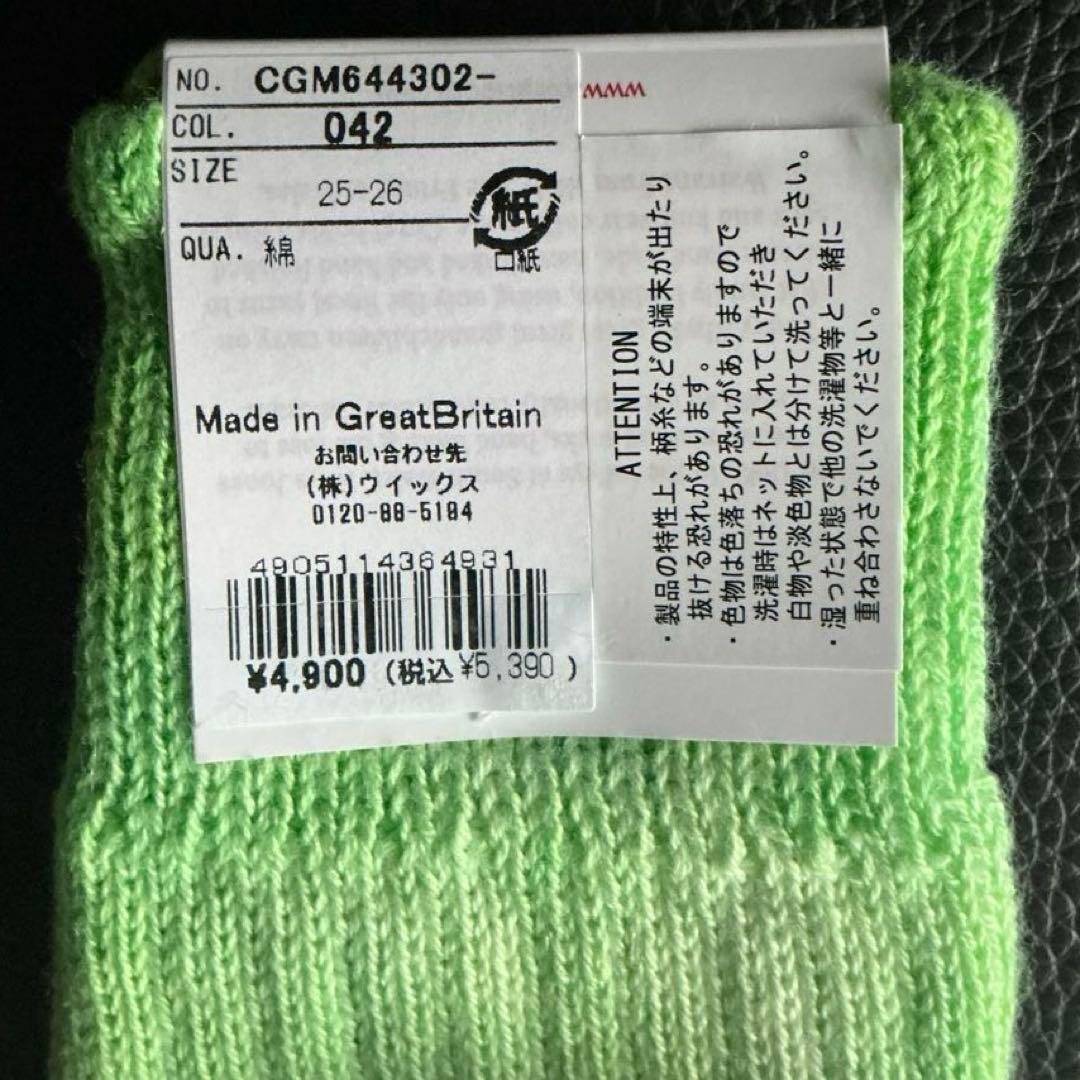 NO. CGM644302-
COL. 042
SIZE
25-26
紙
口紙
QUA. 綿
Made in GreatBritain
お問い合わせ先
(株)ウイックス
0120-88-5184
4905114364931
¥4,900 (税込¥5,390 )
www
ATTENTION
・製品の特性上、柄糸などの端末が出たり
抜ける恐れがあります。
・色物は色落ちの恐れがありますので
洗濯時はネットに入れていただき
白物や淡色物とは分けて洗ってください。
・湿った状態で他の洗濯物等と一緒に
重ね合わさないでください。